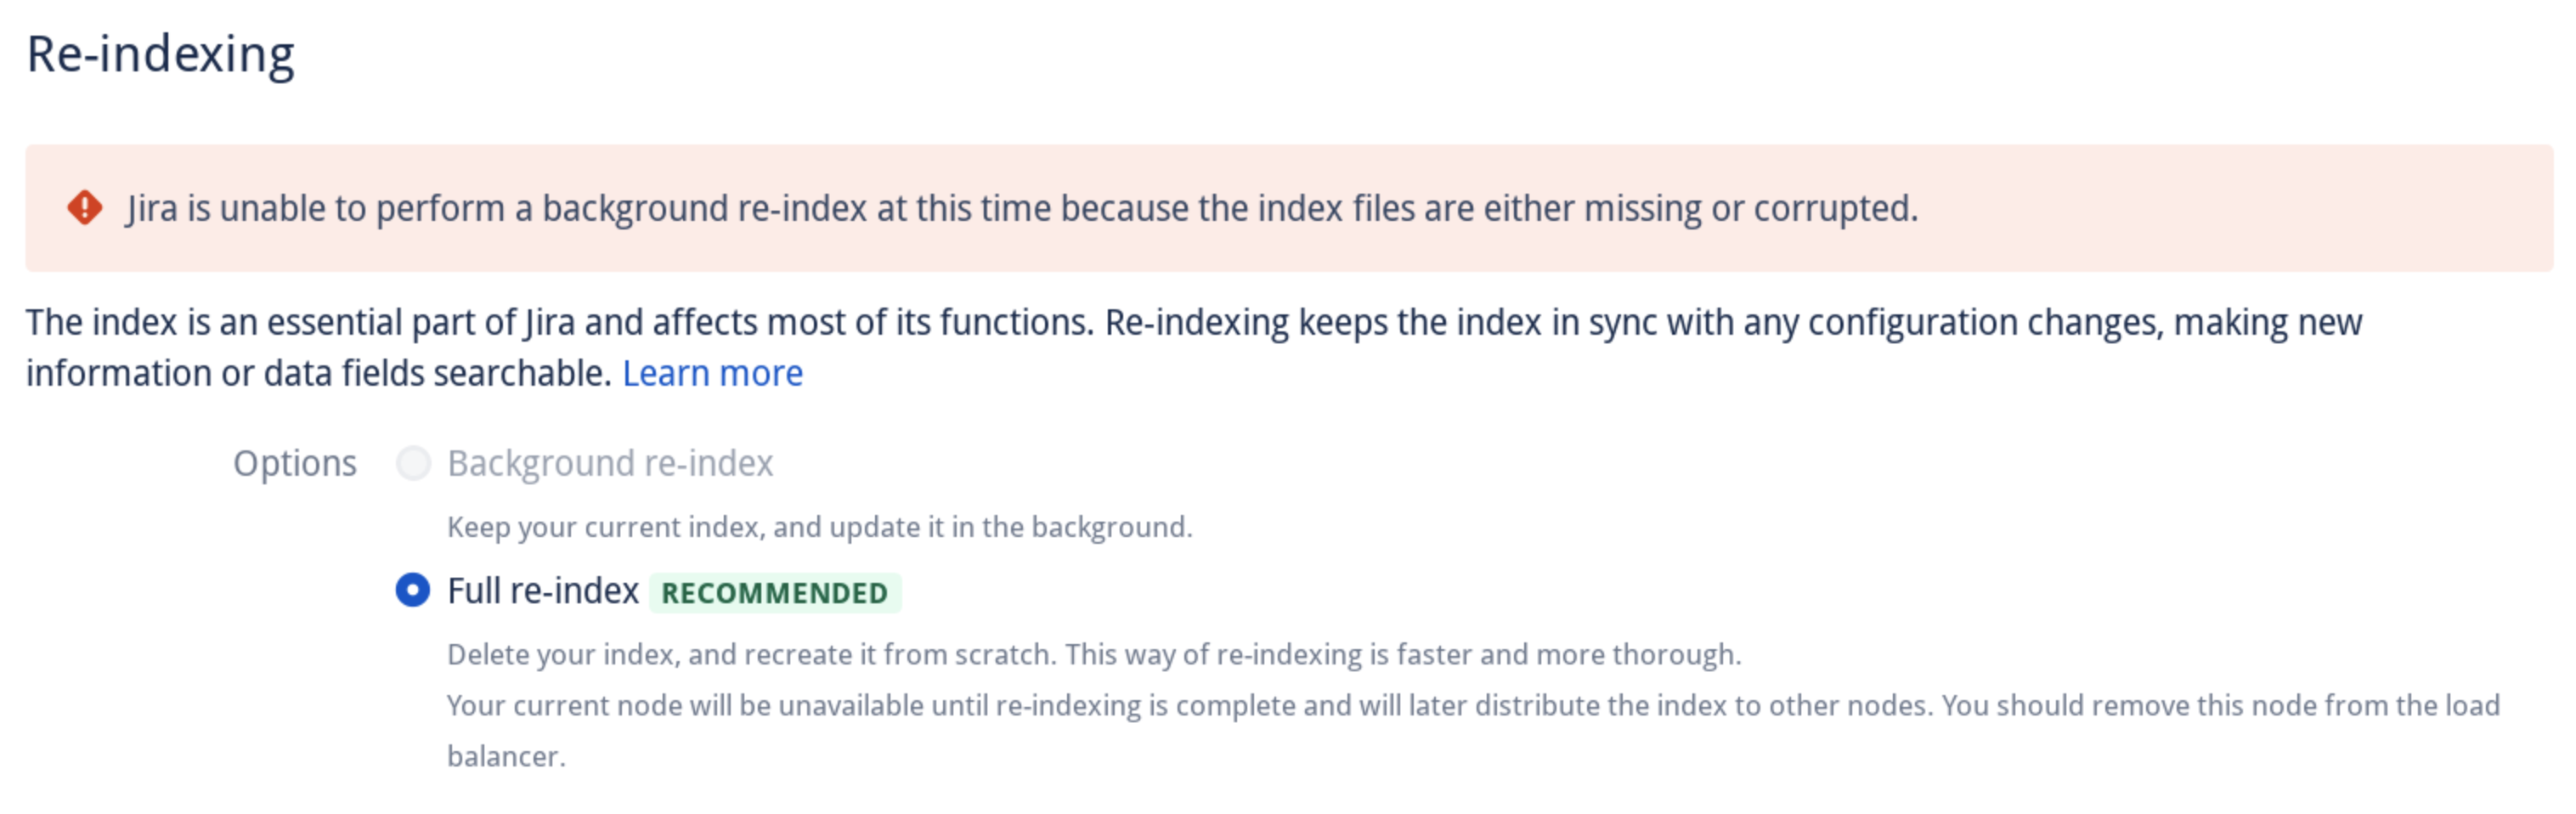 Re-indexing
Jira is unable to perform a background re-index at this time because the index files are either missing or corrupted.
The index is an essential part of Jira and affects most of its functions. Re-indexing keeps the index in sync with any configuration changes, making new
information or data fields searchable. Learn more
Options Background re-index
Keep your current index, and update it in the background.
Full re-index RECOMMENDED
Delete your index, and recreate it from scratch. This way of re-indexing is faster and more thorough.
Your current node will be unavailable until re-indexing is complete and will later distribute the index to other nodes. You should remove this node from the load
balancer.